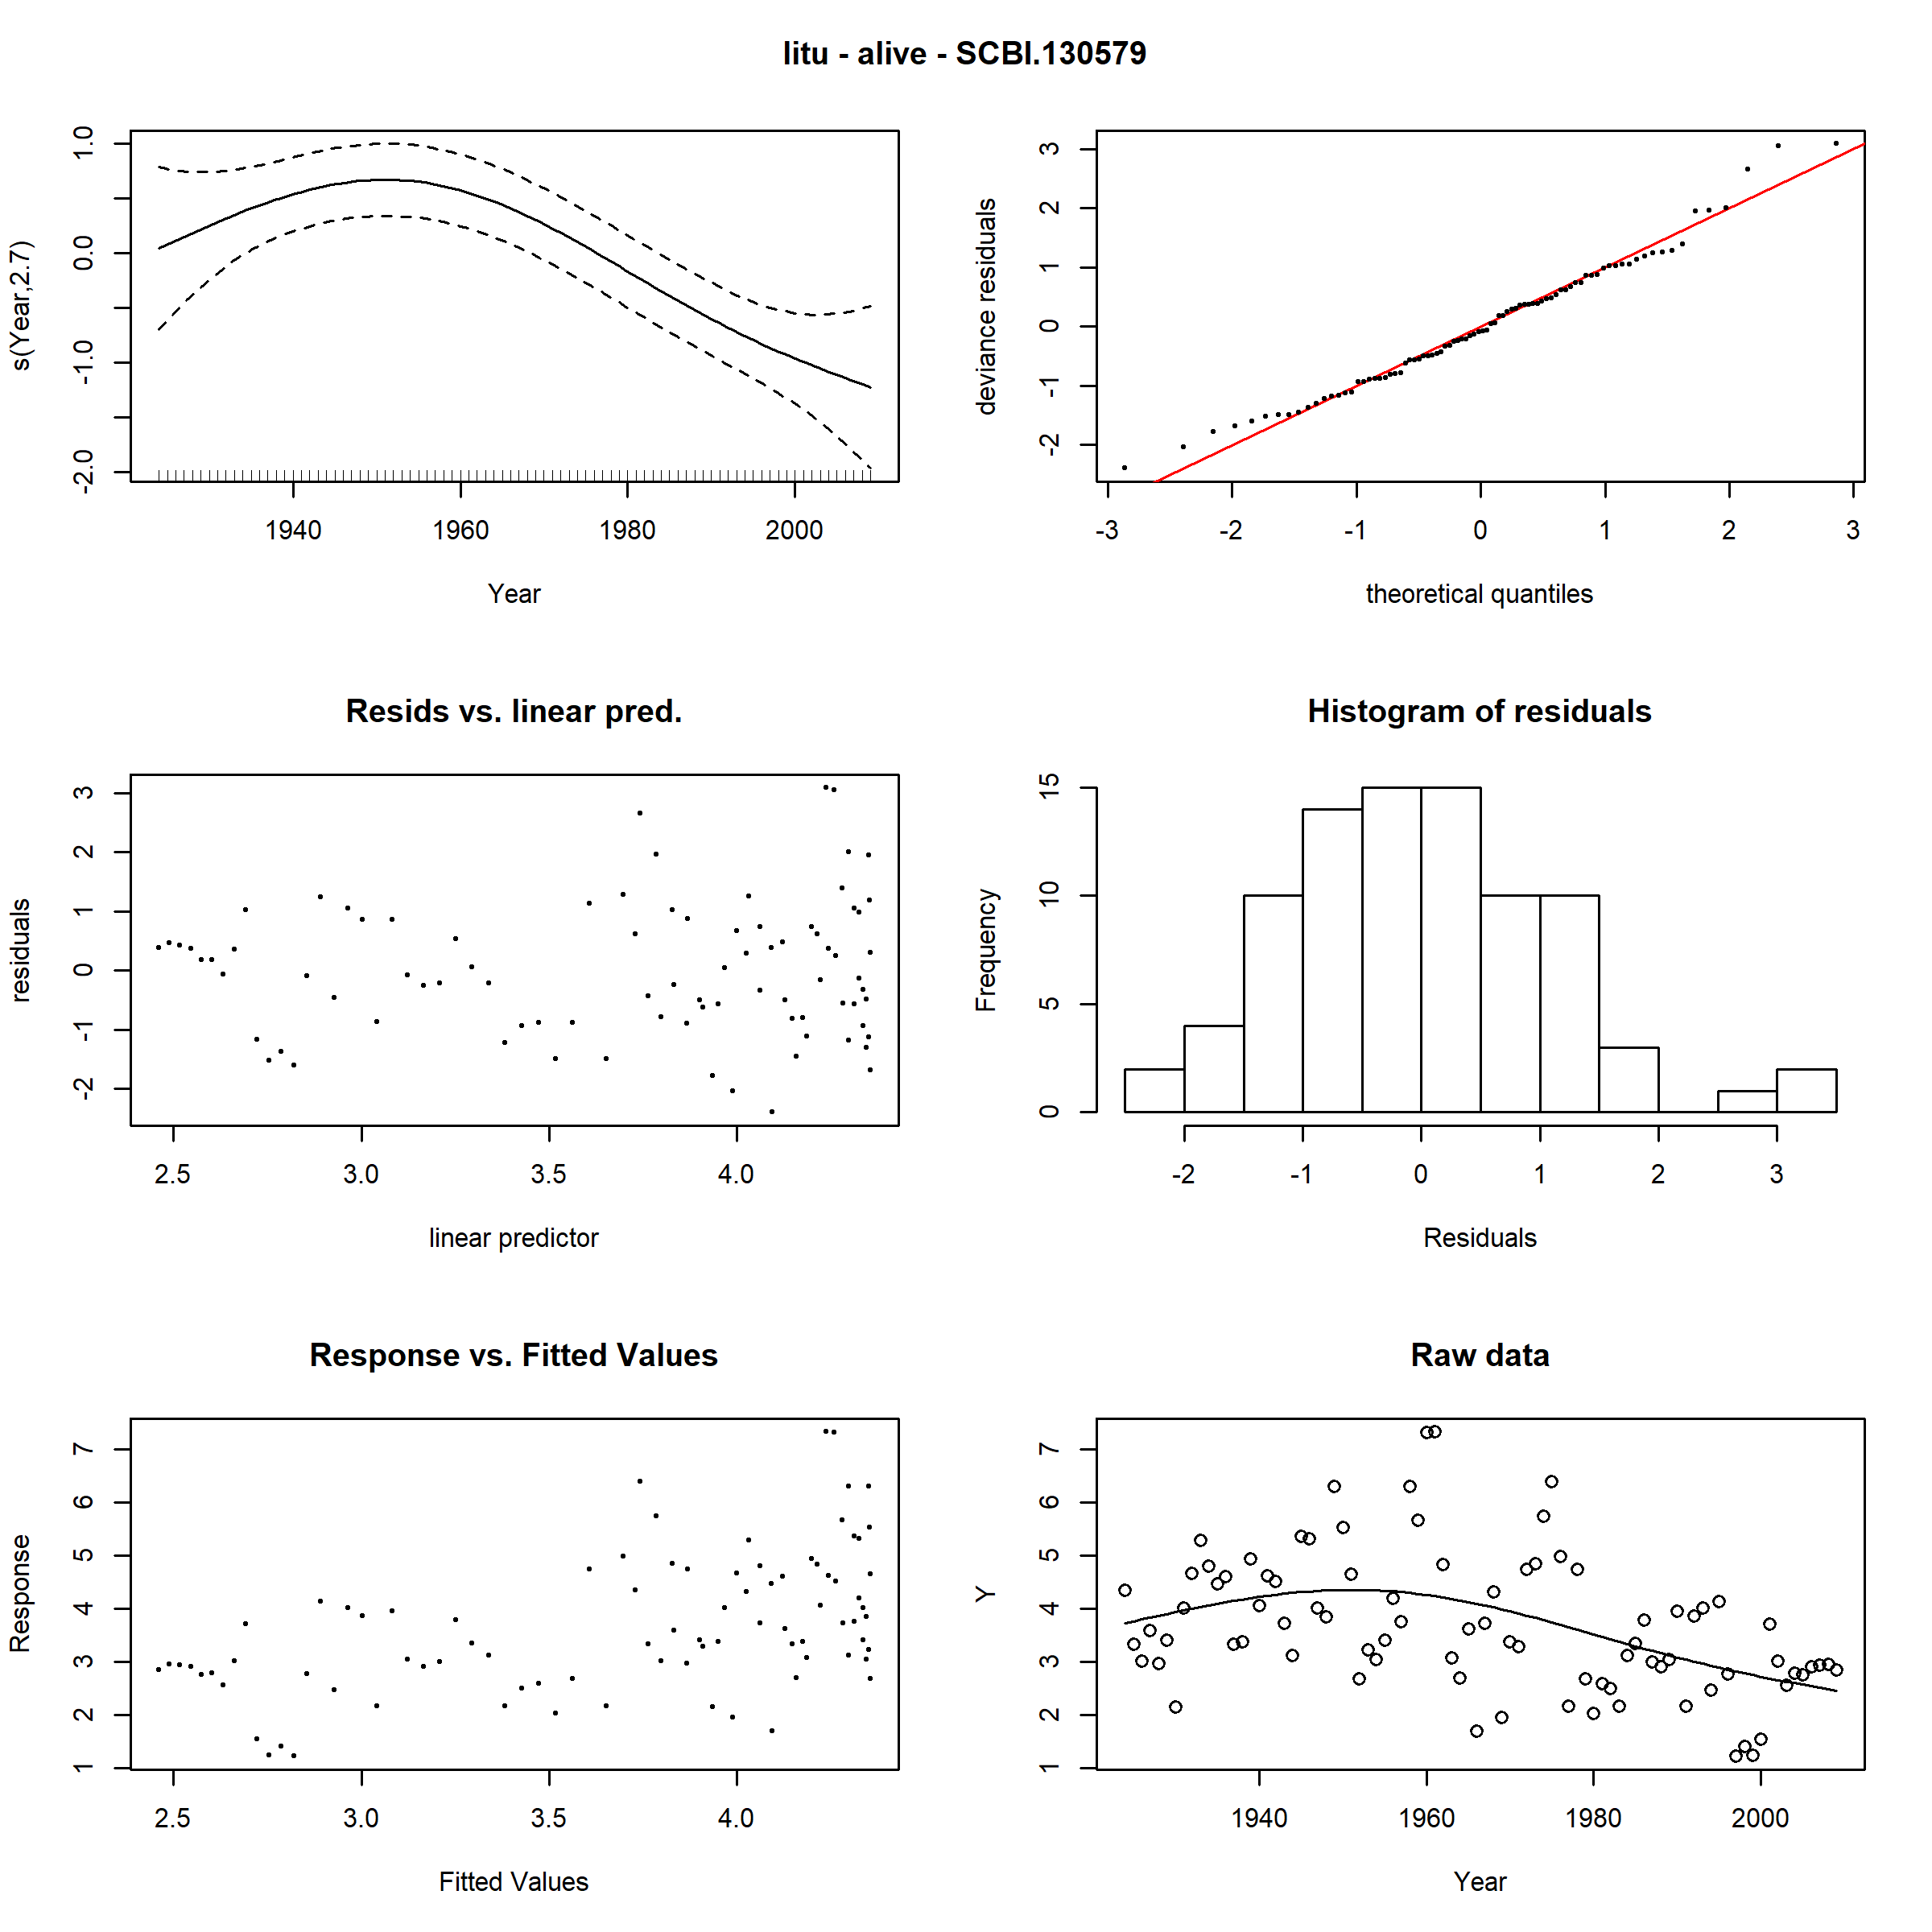 litu - alive - SCBI.130579
s(Year,2.7)
-2.0 -1.0 0.0 1.0
1940 1960 1980 2000
Year
deviance residuals
-2 -1 0 1 2 3
-3 -2 -1 0 1 2 3
theoretical quantiles
Resids vs. linear pred.
residuals
-2 -1 0 1 2 3
2.5 3.0 3.5 4.0
linear predictor
Histogram of residuals
Frequency
0 5 10 15
-2 -1 0 1 2 3
Residuals
Response vs. Fitted Values
Response
1 2 3 4 5 6 7
2.5 3.0 3.5 4.0
Fitted Values
Raw data
Y
1 2 3 4 5 6 7
1940 1960 1980 2000
Year